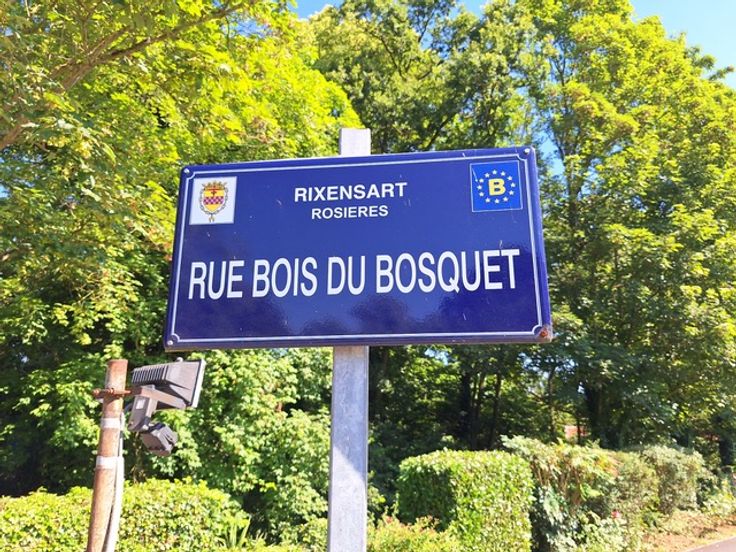 RIXENSART
B
ROSIERES
RUE BOIS DU BOSQUET